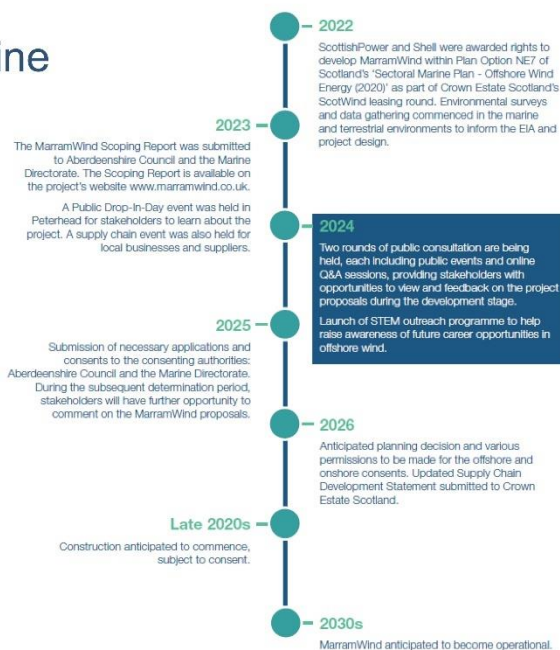 ine
2022
ScottishPower and Shell were awarded rights to
develop MarramWind within Plan Option NE7 of
Scotland's 'Sectoral Marine Plan - Offshore Wind
Energy (2020)' as part of Crown Estate Scotland's
ScotWind leasing round. Environmental surveys
and data gathering commenced in the marine
and terrestrial environments to inform the EIA and
project design.
2023
The MarramWind Scoping Report was submitted
to Aberdeenshire Council and the Marine
Directorate. The Scoping Report is available on
the project's website www.marramwind.co.uk.
A Public Drop-In-Day event was held in
Peterhead for stakeholders to learn about the
project. A supply chain event was also held for
local businesses and suppliers.
2024
Two rounds of public consultation are being
held, each including public events and online
Q&A sessions, providing stakeholders with
opportunities to view and feedback on the project
proposals during the development stage.
Launch of STEM outreach programme to help
raise awareness of future career opportunities in
offshore wind.
2025
Submission of necessary applications and
consents to the consenting authorities:
Aberdeenshire Council and the Marine Directorate.
During the subsequent determination period,
stakeholders will have further opportunity to
comment on the MarramWind proposals.
2026
Anticipated planning decision and various
permissions to be made for the offshore and
onshore consents. Updated Supply Chain
Development Statement submitted to Crown
Estate Scotland.
Late 2020s
Construction anticipated to commence,
subject to consent.
2030s
MarramWind anticipated to become operational.